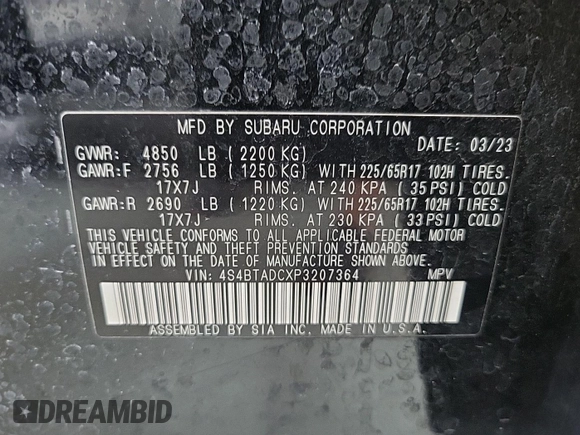 MFD BY SUBARU CORPORATION
DATE: 03/23
GVWR: 4850 LB ( 2200 KG)
GAWR:F 2756 LB ( 1250 KG) WITH 225/65R17 102H TIRES.
17X7J RIMS. AT 240 KPA ( 35 PSI) COLD
GAWR:R 2690 LB ( 1220 KG) WITH 225/65R17 102H TIRES.
17X7J RIMS. AT 230 KPA ( 33 PSI) COLD
THIS VEHICLE CONFORMS TO ALL APPLICABLE FEDERAL MOTOR
VEHICLE SAFETY AND THEFT PREVENTION STANDARDS
IN EFFECT ON THE DATE OF MANUFACTURE SHOWN ABOVE.
VIN: 4S4BTADCXP3207364 MPV
ASSEMBLED BY SIA INC. MADE IN U.S.A.
DREAMBID